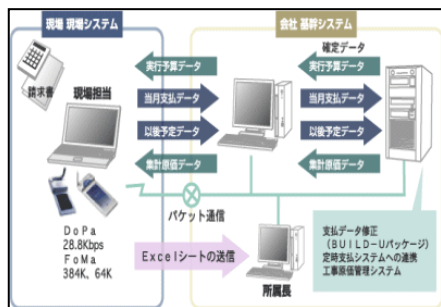 現場 現場システム
会社 基幹システム
確定データ
実行予算データ
実行予算データ
請求書
現場担当
当月支払データ
当月支払データ
以後予定データ
以後予定データ
集計原価データ
集計原価データ
パケット通信
DoPa
28.8Kbps
FoMa
384K、64K
Excelシートの送信
所属長
支払データ修正
（BUILD-Uパッケージ）
定時支払システムへの連携
工事原価管理システム